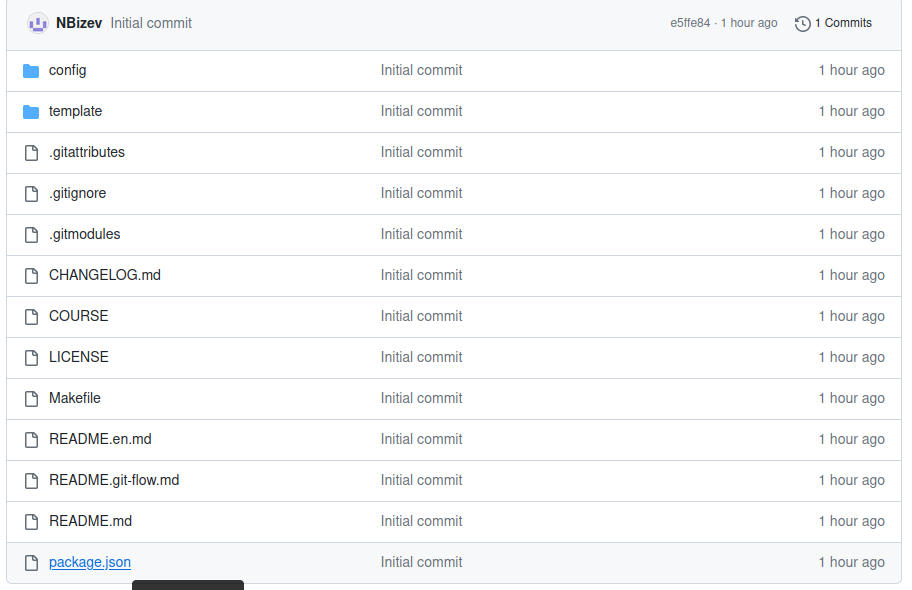 NBizev Initial commit e5ffe84 · 1 hour ago 1 Commits
config Initial commit 1 hour ago
template Initial commit 1 hour ago
.gitattributes Initial commit 1 hour ago
.gitignore Initial commit 1 hour ago
.gitmodules Initial commit 1 hour ago
CHANGELOG.md Initial commit 1 hour ago
COURSE Initial commit 1 hour ago
LICENSE Initial commit 1 hour ago
Makefile Initial commit 1 hour ago
README.en.md Initial commit 1 hour ago
README.git-flow.md Initial commit 1 hour ago
README.md Initial commit 1 hour ago
package.json Initial commit 1 hour ago